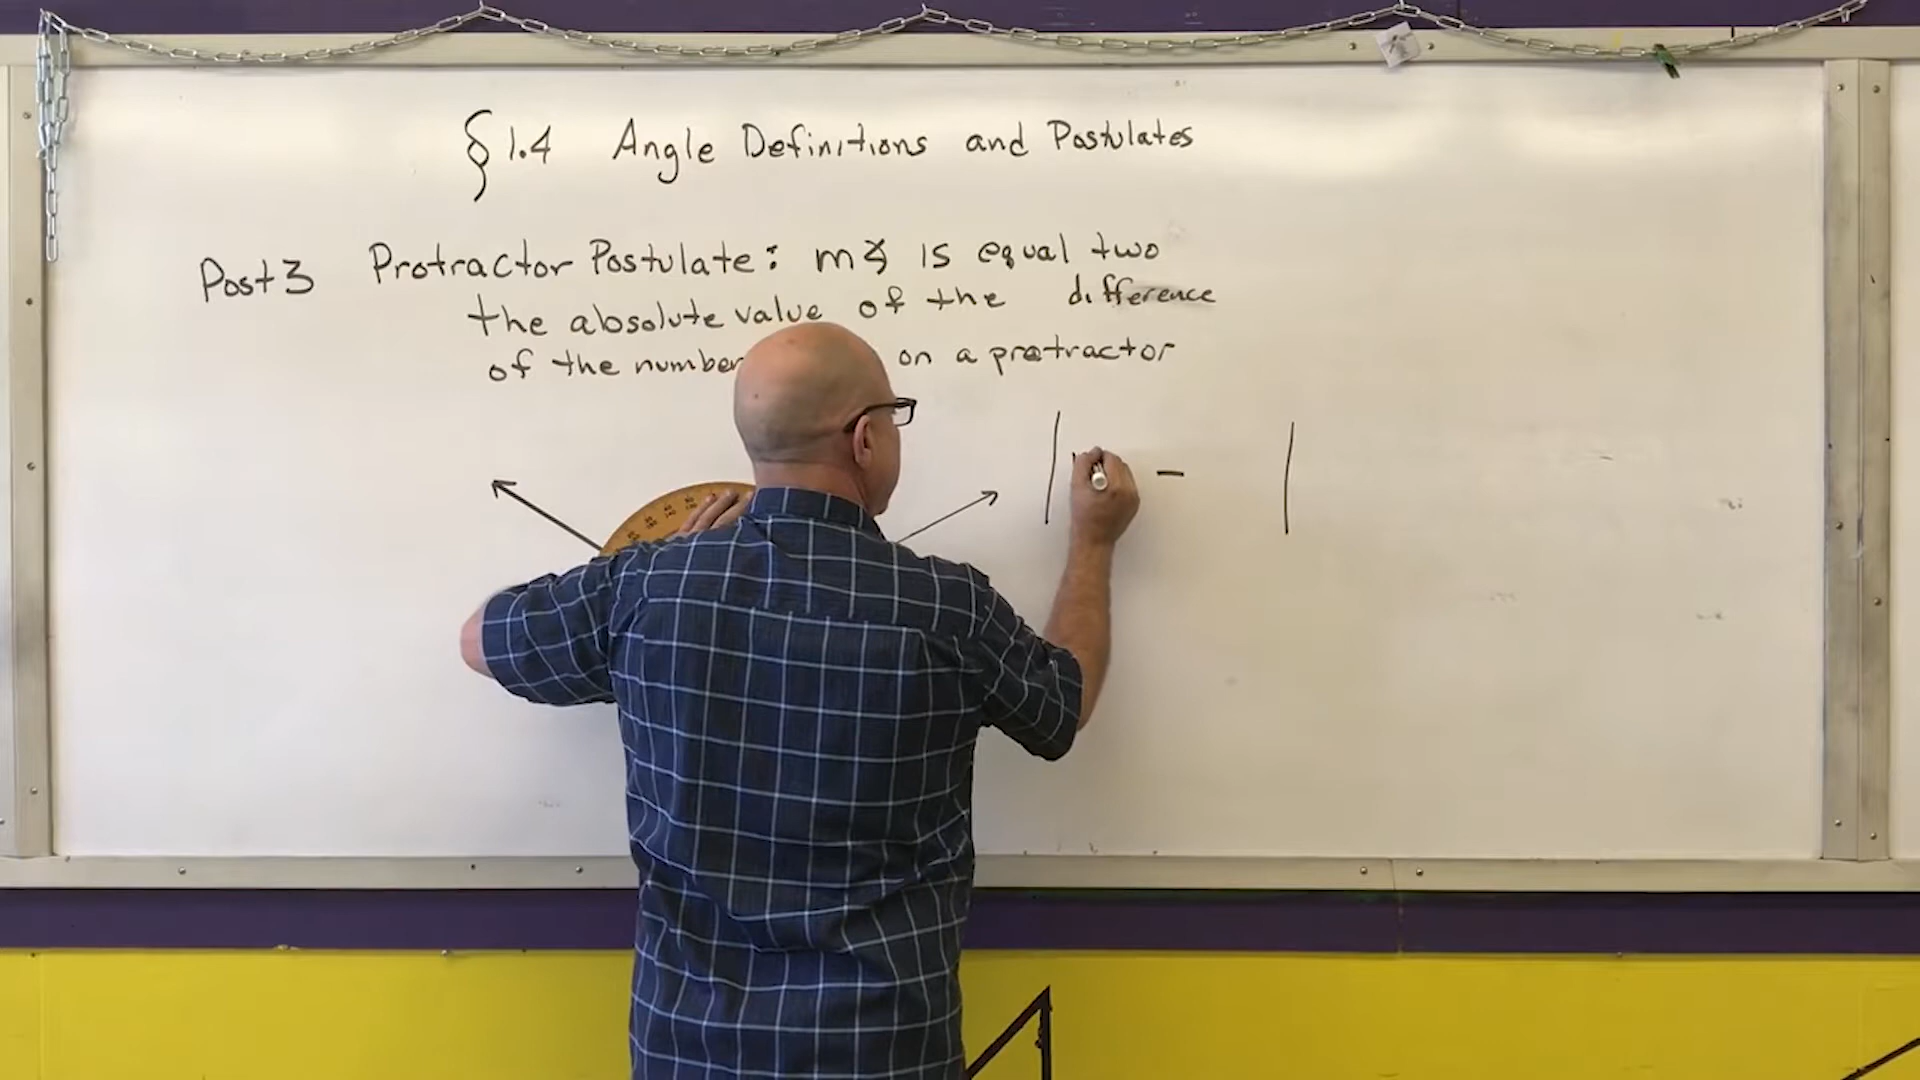 § 1.4 Angle Definitions and Postulates
Post 3 Protractor Postulate: m∢ is equal two
the absolute value of the difference
of the number on a protractor
| - |